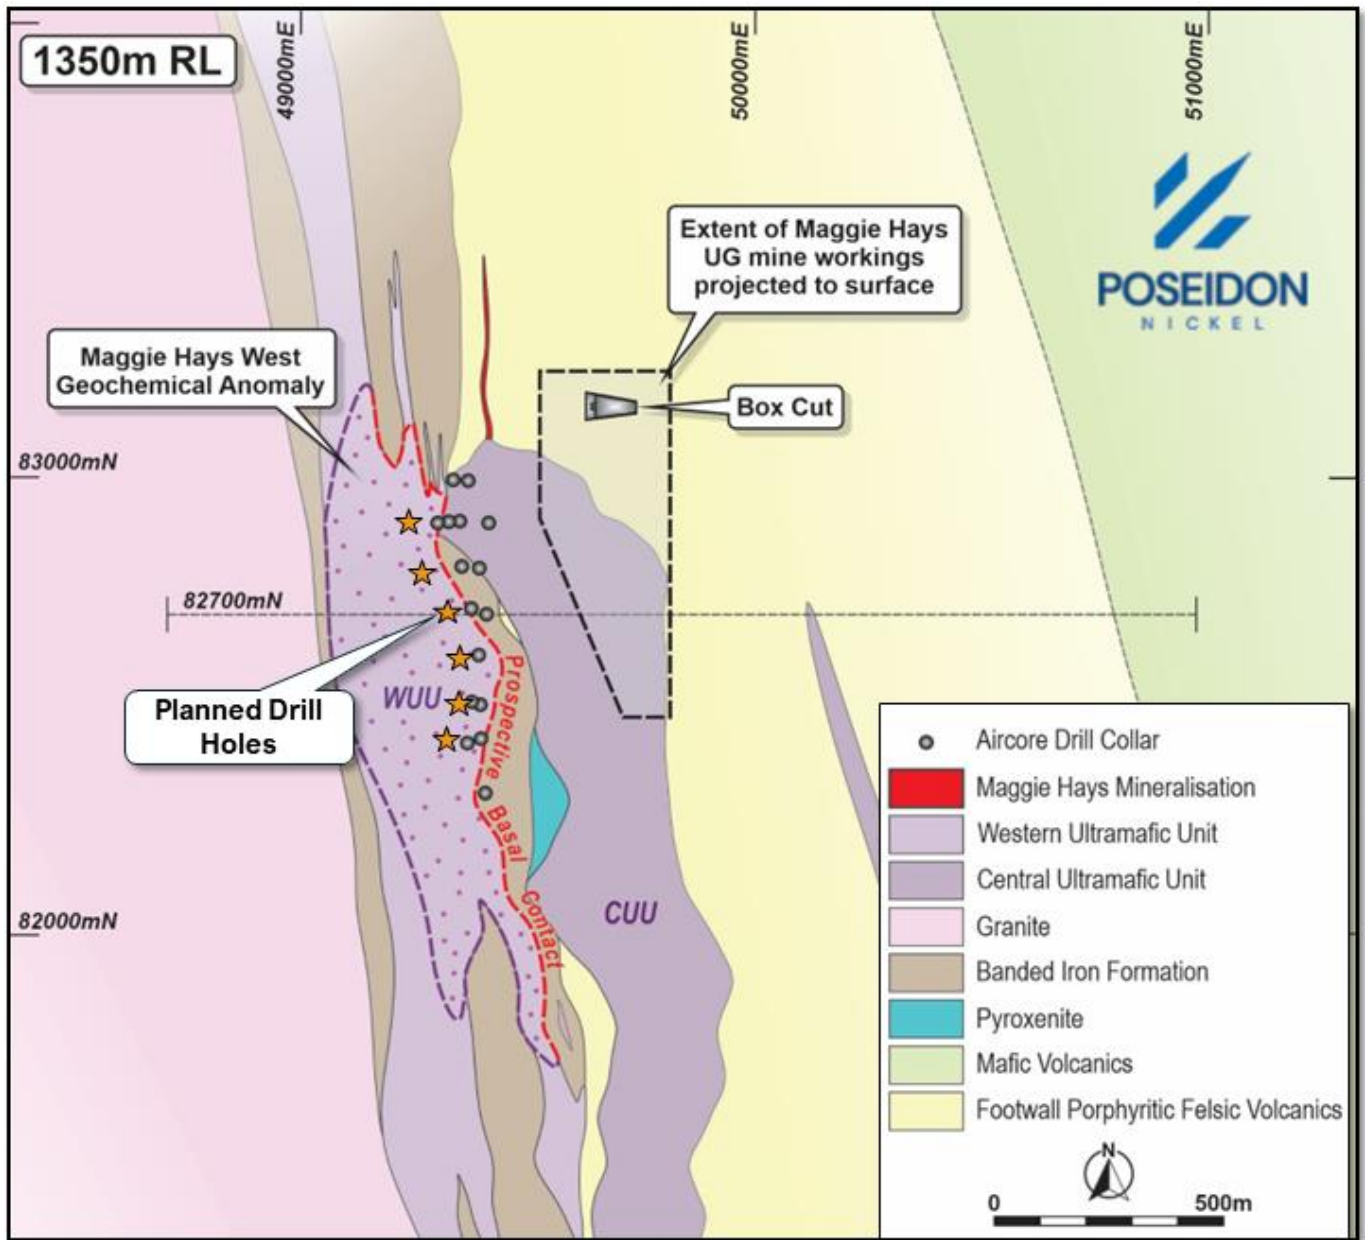 1350m RL
49000mE
50000mE
51000mE
POSEIDON
NICKEL
Extent of Maggie Hays
UG mine workings
projected to surface
Maggie Hays West
Geochemical Anomaly
Box Cut
83000mN
82700mN
Planned Drill
Holes
WUU
Prospective Basal Contact
CUU
82000mN
Aircore Drill Collar
Maggie Hays Mineralisation
Western Ultramafic Unit
Central Ultramafic Unit
Granite
Banded Iron Formation
Pyroxenite
Mafic Volcanics
Footwall Porphyritic Felsic Volcanics
N
0 500m